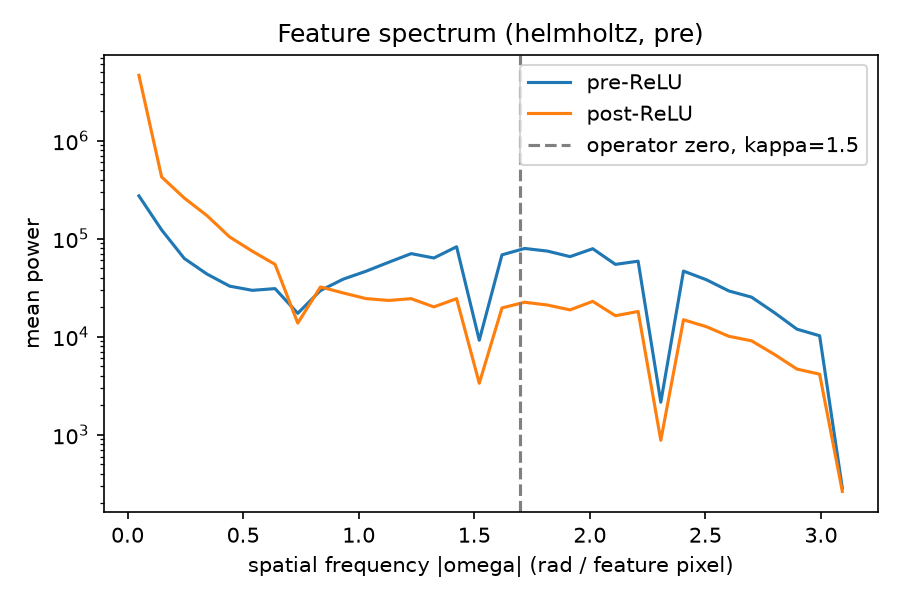 Feature spectrum (helmholtz, pre)
pre-ReLU
post-ReLU
operator zero, kappa=1.5
mean power
10^6
10^5
10^4
10^3
0.0 0.5 1.0 1.5 2.0 2.5 3.0
spatial frequency |omega| (rad / feature pixel)